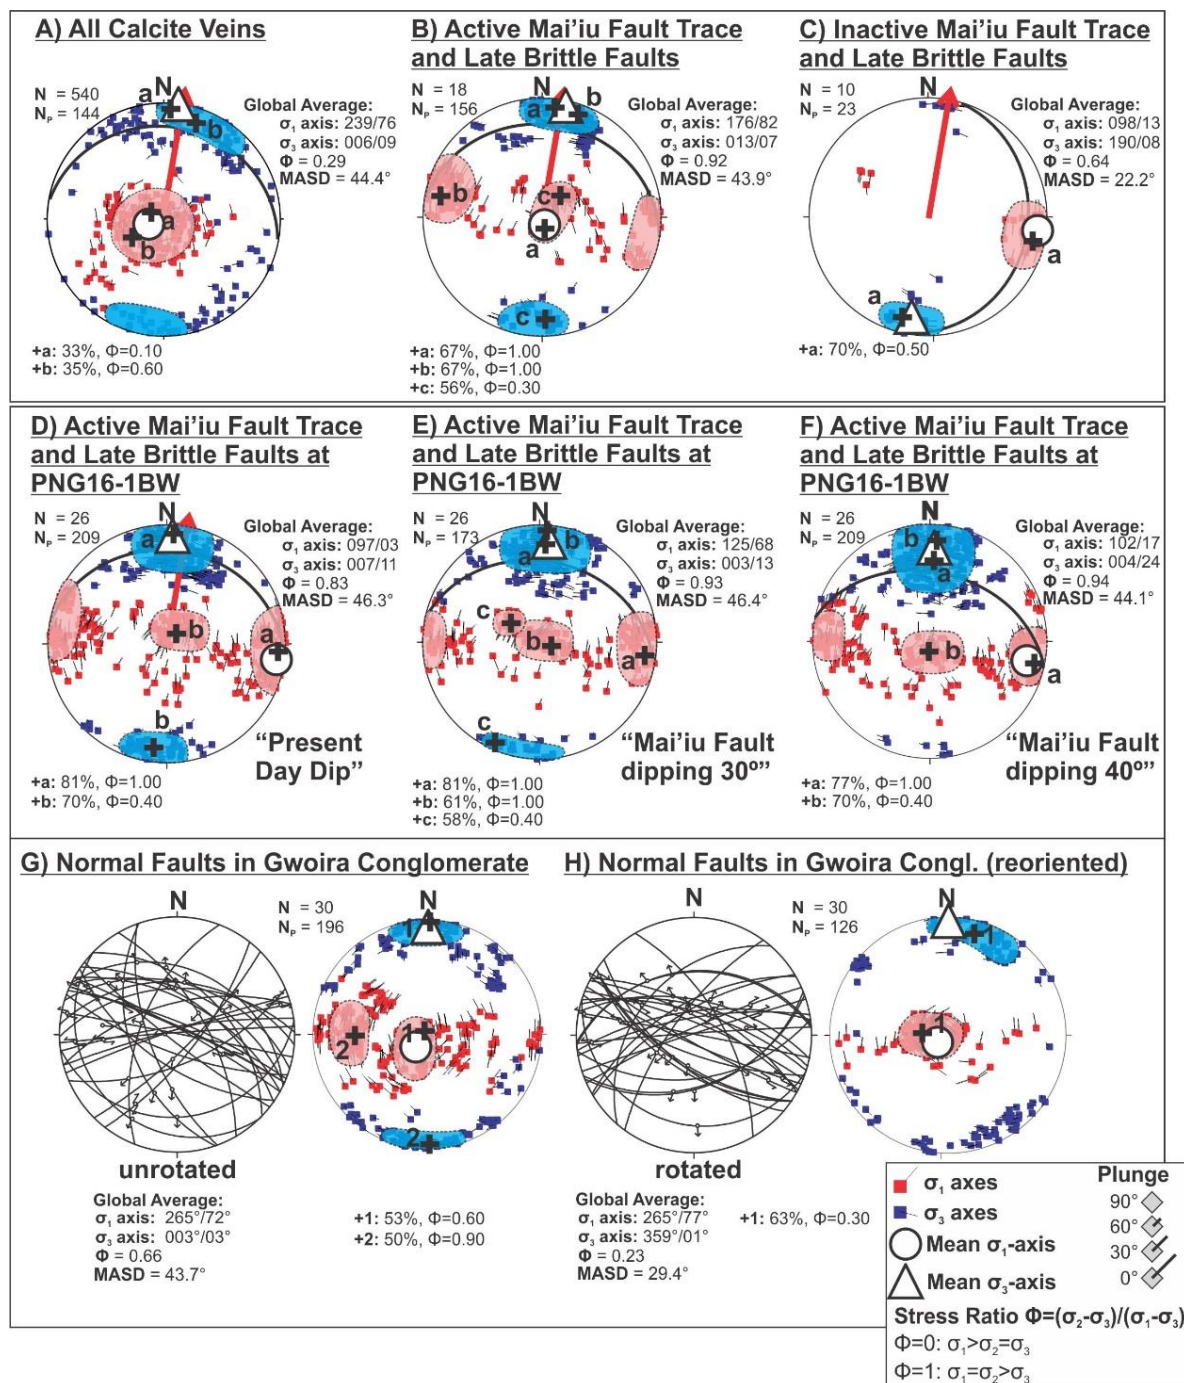 A) All Calcite Veins
N = 540
Nₚ = 144
N
a
b
a
b
Global Average:
σ₁ axis: 239/76
σ₃ axis: 006/09
Φ = 0.29
MASD = 44.4°
+a: 33%, Φ=0.10
+b: 35%, Φ=0.60
B) Active Mai'iu Fault Trace
and Late Brittle Faults
N = 18
Nₚ = 156
N
a
b
b
c
a
c
Global Average:
σ₁ axis: 176/82
σ₃ axis: 013/07
Φ = 0.92
MASD = 43.9°
+a: 67%, Φ=1.00
+b: 67%, Φ=1.00
+c: 56%, Φ=0.30
C) Inactive Mai'iu Fault Trace
and Late Brittle Faults
N = 10
Nₚ = 23
N
a
a
Global Average:
σ₁ axis: 098/13
σ₃ axis: 190/08
Φ = 0.64
MASD = 22.2°
+a: 70%, Φ=0.50
D) Active Mai'iu Fault Trace
and Late Brittle Faults at
PNG16-1BW
N = 26
Nₚ = 209
N
a
b
a
b
Global Average:
σ₁ axis: 097/03
σ₃ axis: 007/11
Φ = 0.83
MASD = 46.3°
"Present
Day Dip"
+a: 81%, Φ=1.00
+b: 70%, Φ=0.40
E) Active Mai'iu Fault Trace
and Late Brittle Faults at
PNG16-1BW
N = 26
Nₚ = 173
N
b
a
c
b
a
c
Global Average:
σ₁ axis: 125/68
σ₃ axis: 003/13
Φ = 0.93
MASD = 46.4°
"Mai'iu Fault
dipping 30º"
+a: 81%, Φ=1.00
+b: 61%, Φ=1.00
+c: 58%, Φ=0.40
F) Active Mai'iu Fault Trace
and Late Brittle Faults at
PNG16-1BW
N = 26
Nₚ = 209
N
b
a
b
a
Global Average:
σ₁ axis: 102/17
σ₃ axis: 004/24
Φ = 0.94
MASD = 44.1°
"Mai'iu Fault
dipping 40º"
+a: 77%, Φ=1.00
+b: 70%, Φ=0.40
G) Normal Faults in Gwoira Conglomerate
N
unrotated
N = 30
Nₚ = 196
N
1
1
2
2
Global Average:
σ₁ axis: 265°/72°
σ₃ axis: 003°/03°
Φ = 0.66
MASD = 43.7°
+1: 53%, Φ=0.60
+2: 50%, Φ=0.90
H) Normal Faults in Gwoira Congl. (reoriented)
N
rotated
N = 30
Nₚ = 126
N
1
1
Global Average:
σ₁ axis: 265°/77°
σ₃ axis: 359°/01°
Φ = 0.23
MASD = 29.4°
+1: 63%, Φ=0.30
σ₁ axes
σ₃ axes
Mean σ₁-axis
Mean σ₃-axis
Plunge
90°
60°
30°
0°
Stress Ratio Φ=(σ₂-σ₃)/(σ₁-σ₃)
Φ=0: σ₁>σ₂=σ₃
Φ=1: σ₁=σ₂>σ₃